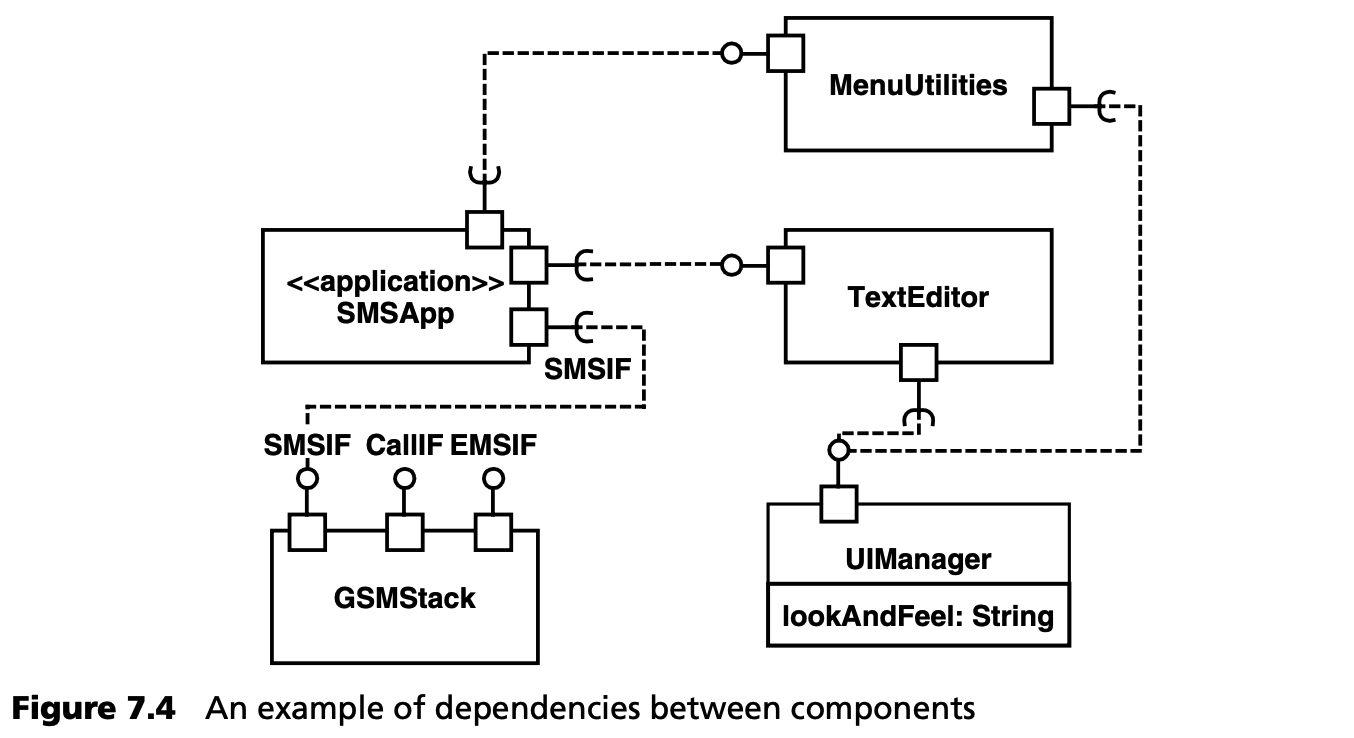 MenuUtilities
<<application>>
SMSApp
TextEditor
SMSIF
SMSIF CallIF EMSIF
UIManager
GSMStack
lookAndFeel: String
Figure 7.4 An example of dependencies between components